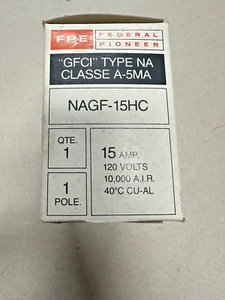 FPE FEDERAL
PIONEER
"GFCI" TYPE NA
CLASSE A-5MA
NAGF-15HC
QTE.
1
1
POLE.
15 AMP.
120 VOLTS
10,000 A.I.R.
40°C CU-AL